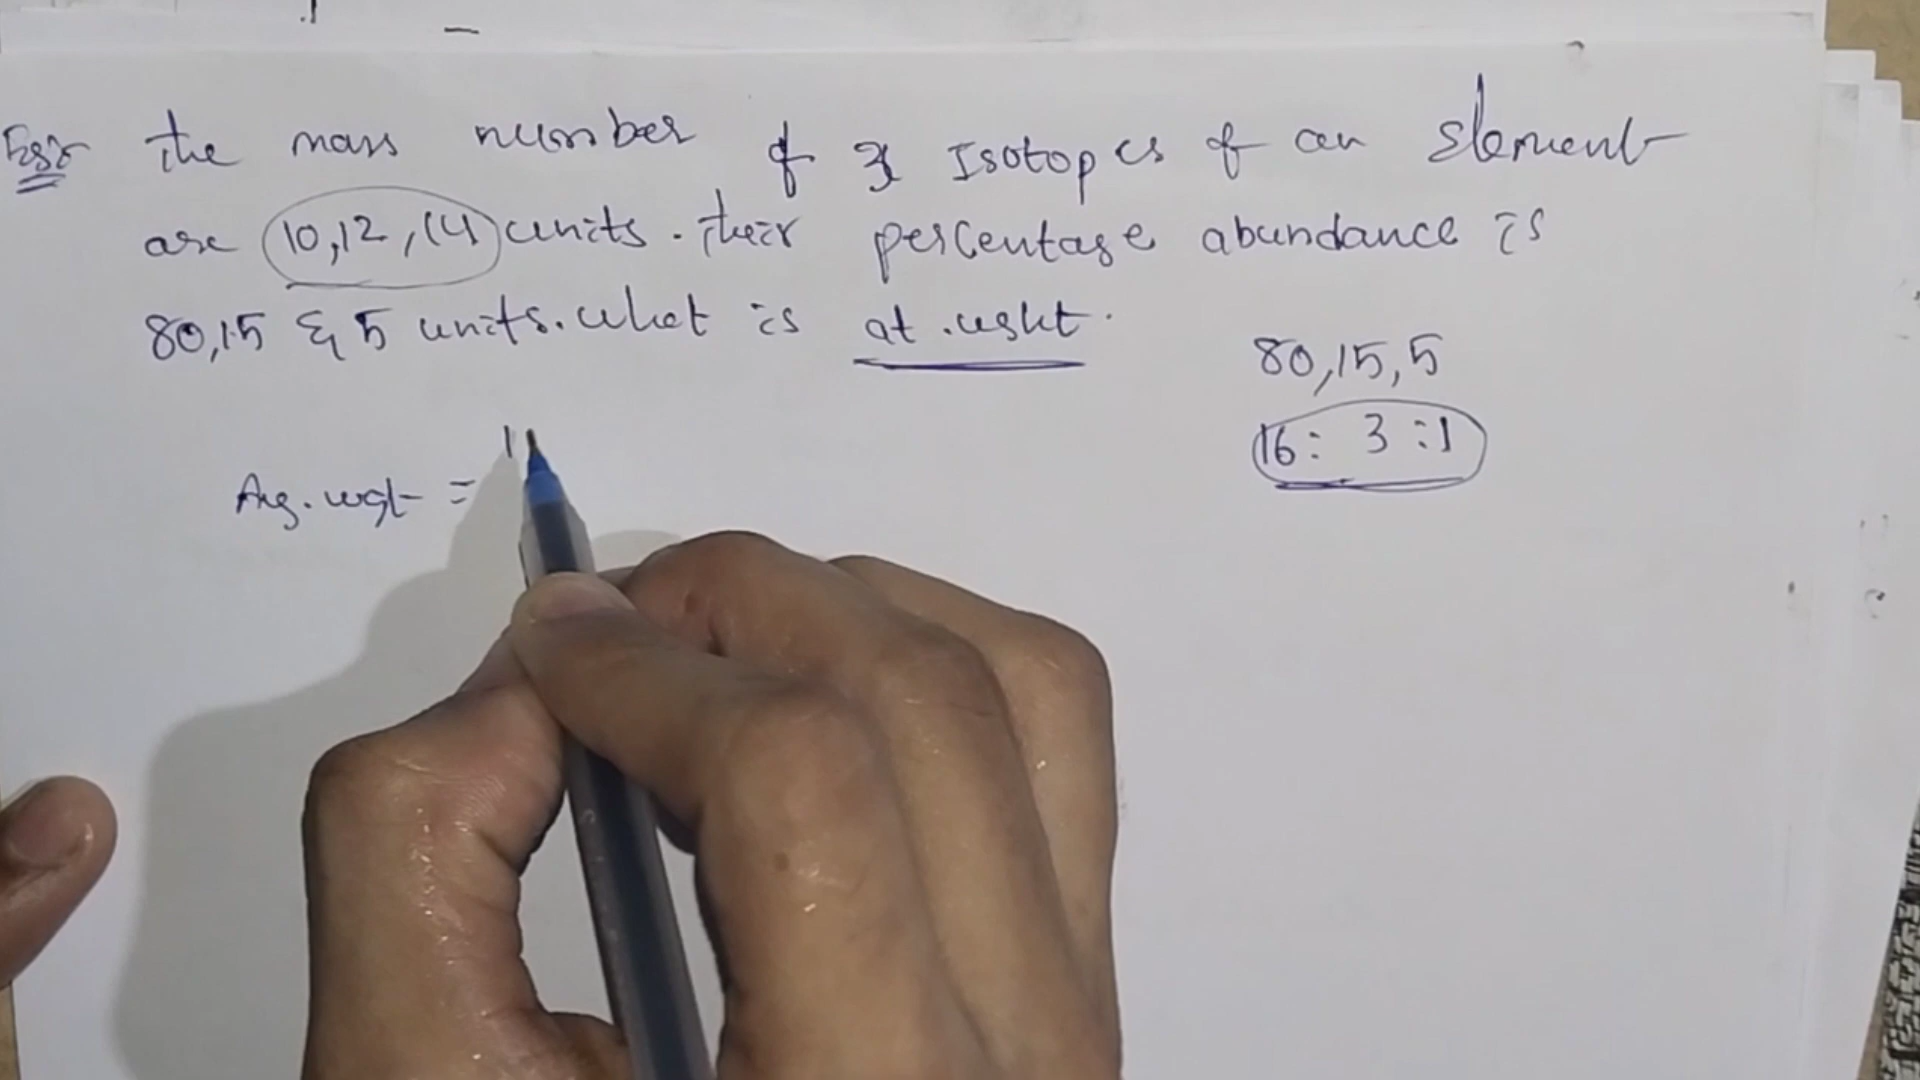 the mass number of 3 Isotopes of an Element
are 10,12,14 units. their percentage abundance is
80,15 & 5 units. what is at. wght.
80,15,5
16: 3 :1
Avg. wgt =
1